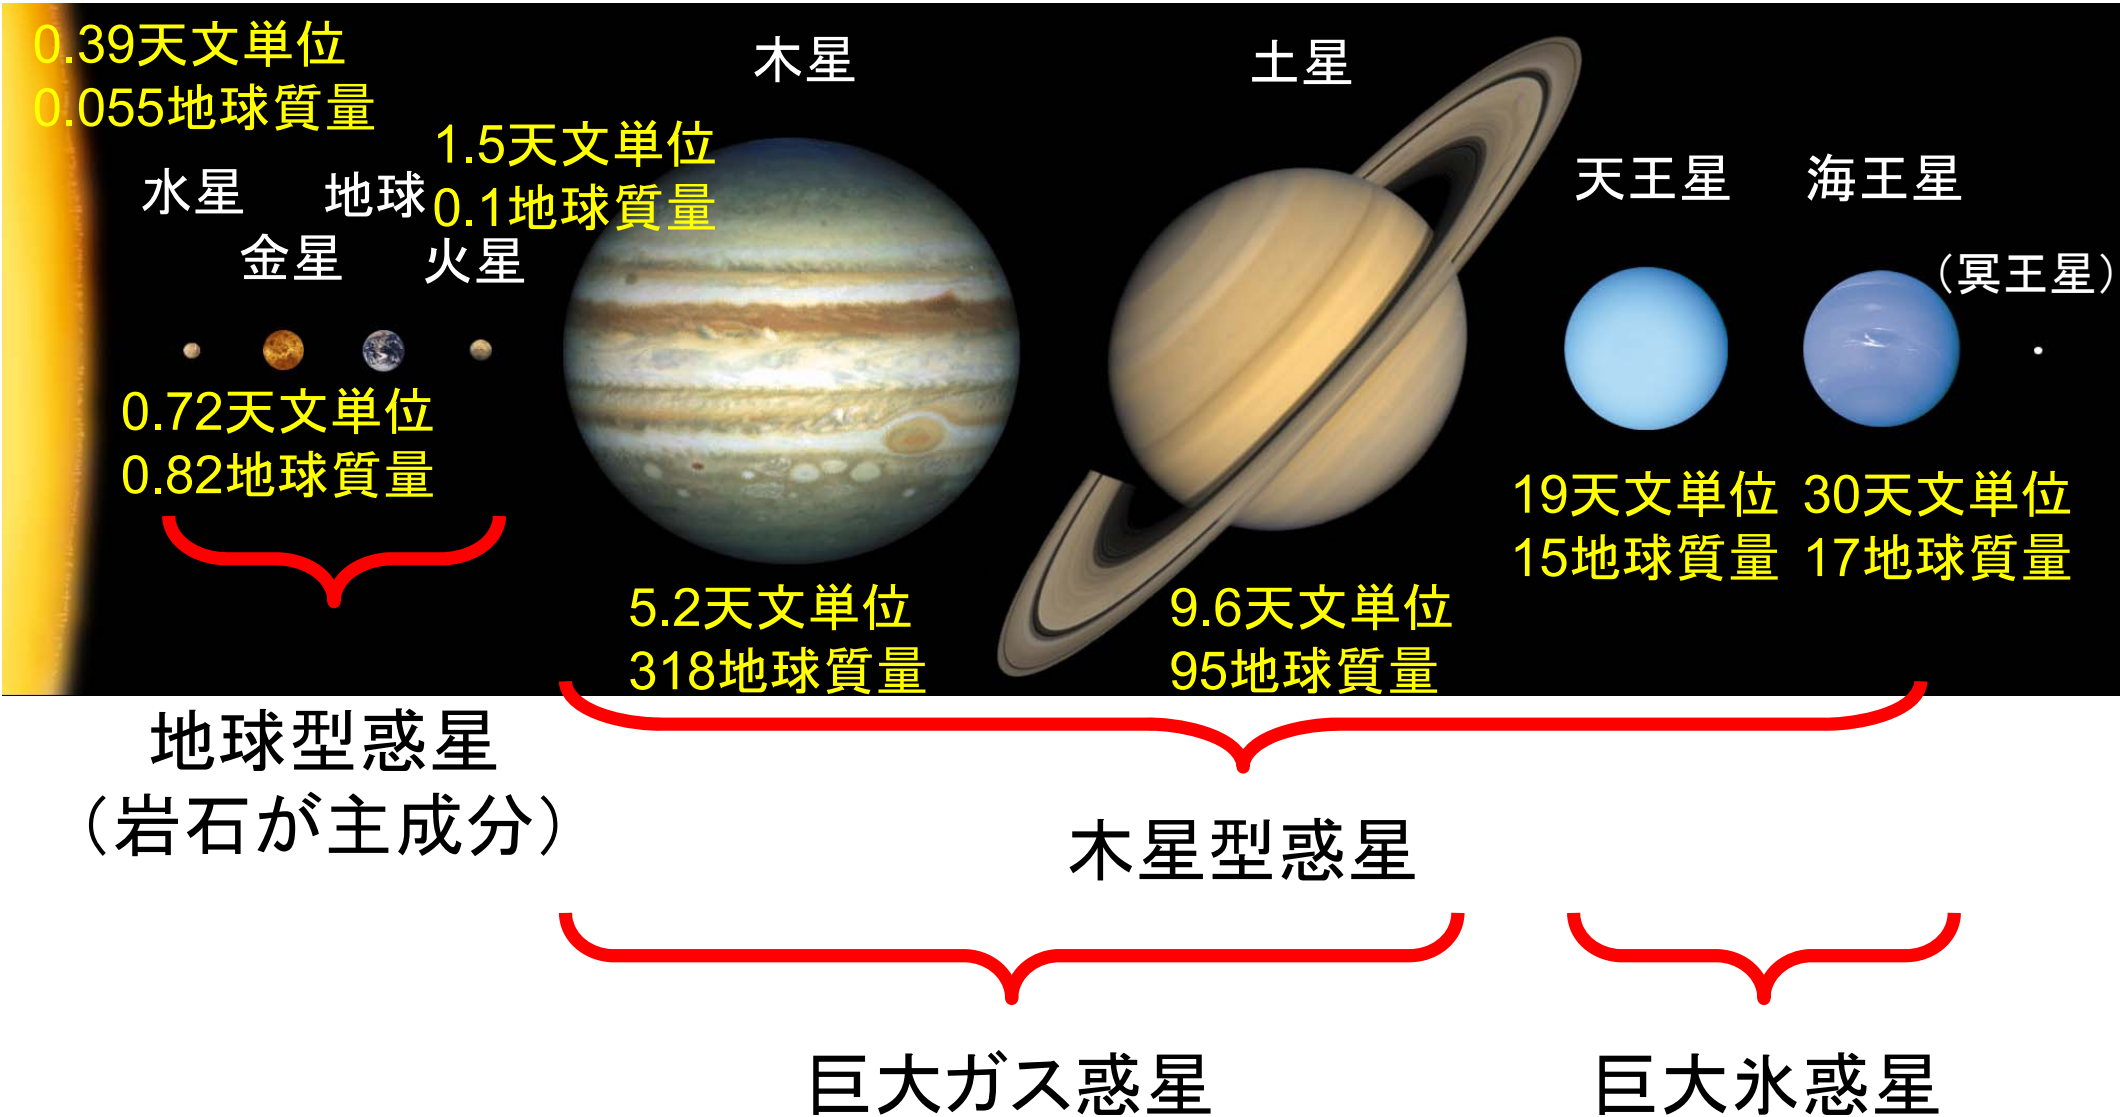 0.39天文単位
0.055地球質量
水星
金星
地球
火星
1.5天文単位
0.1地球質量
0.72天文単位
0.82地球質量
木星
5.2天文単位
318地球質量
土星
9.6天文単位
95地球質量
天王星
19天文単位
15地球質量
海王星
30天文単位
17地球質量
（冥王星）
地球型惑星
（岩石が主成分）
木星型惑星
巨大ガス惑星
巨大氷惑星